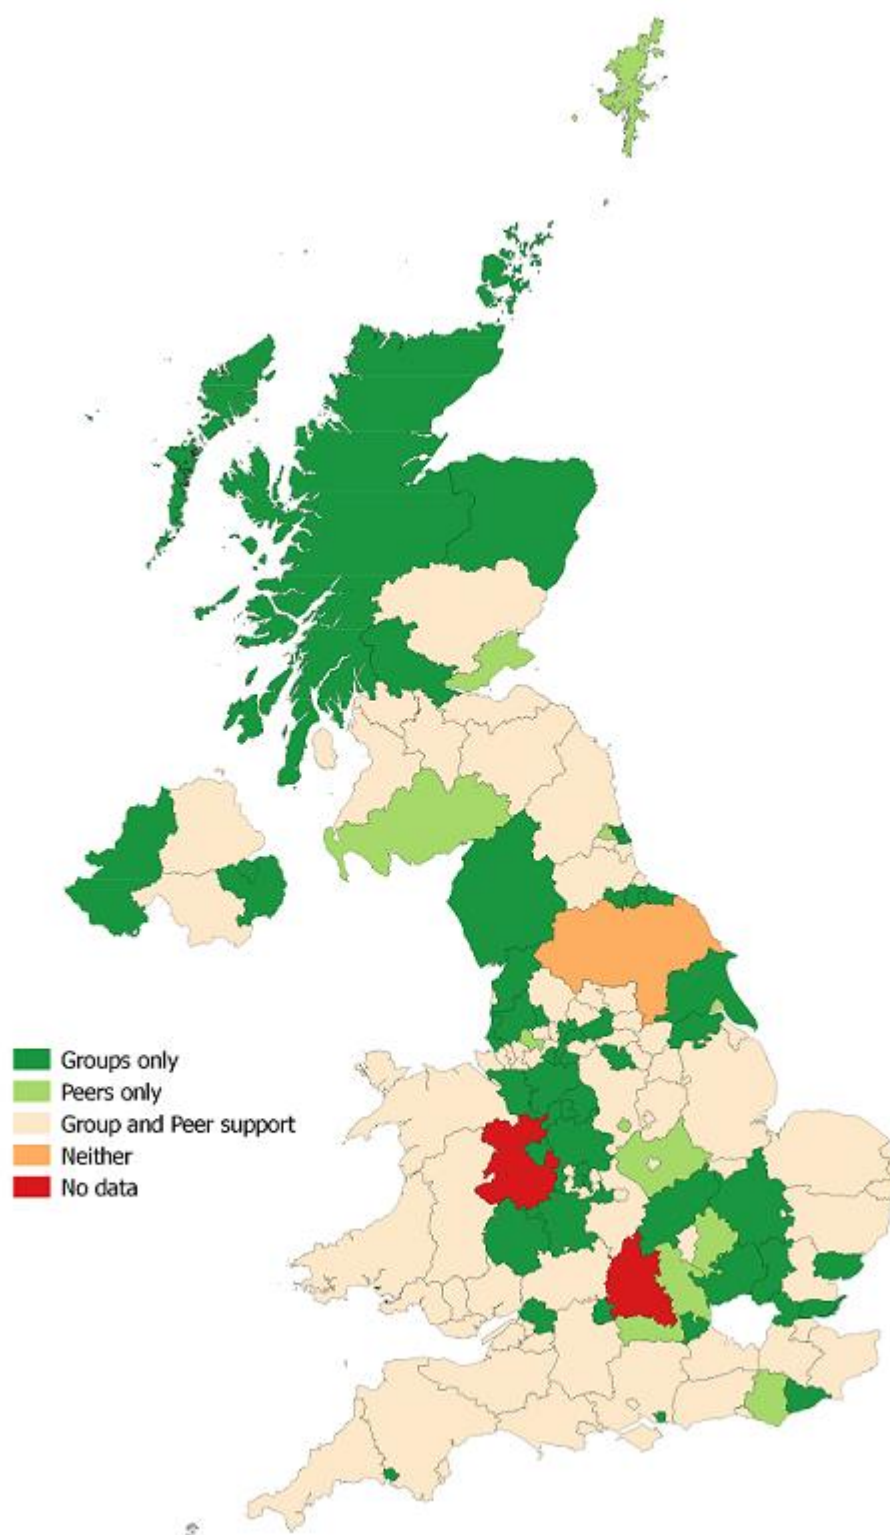 Groups only
Peers only
Group and Peer support
Neither
No data